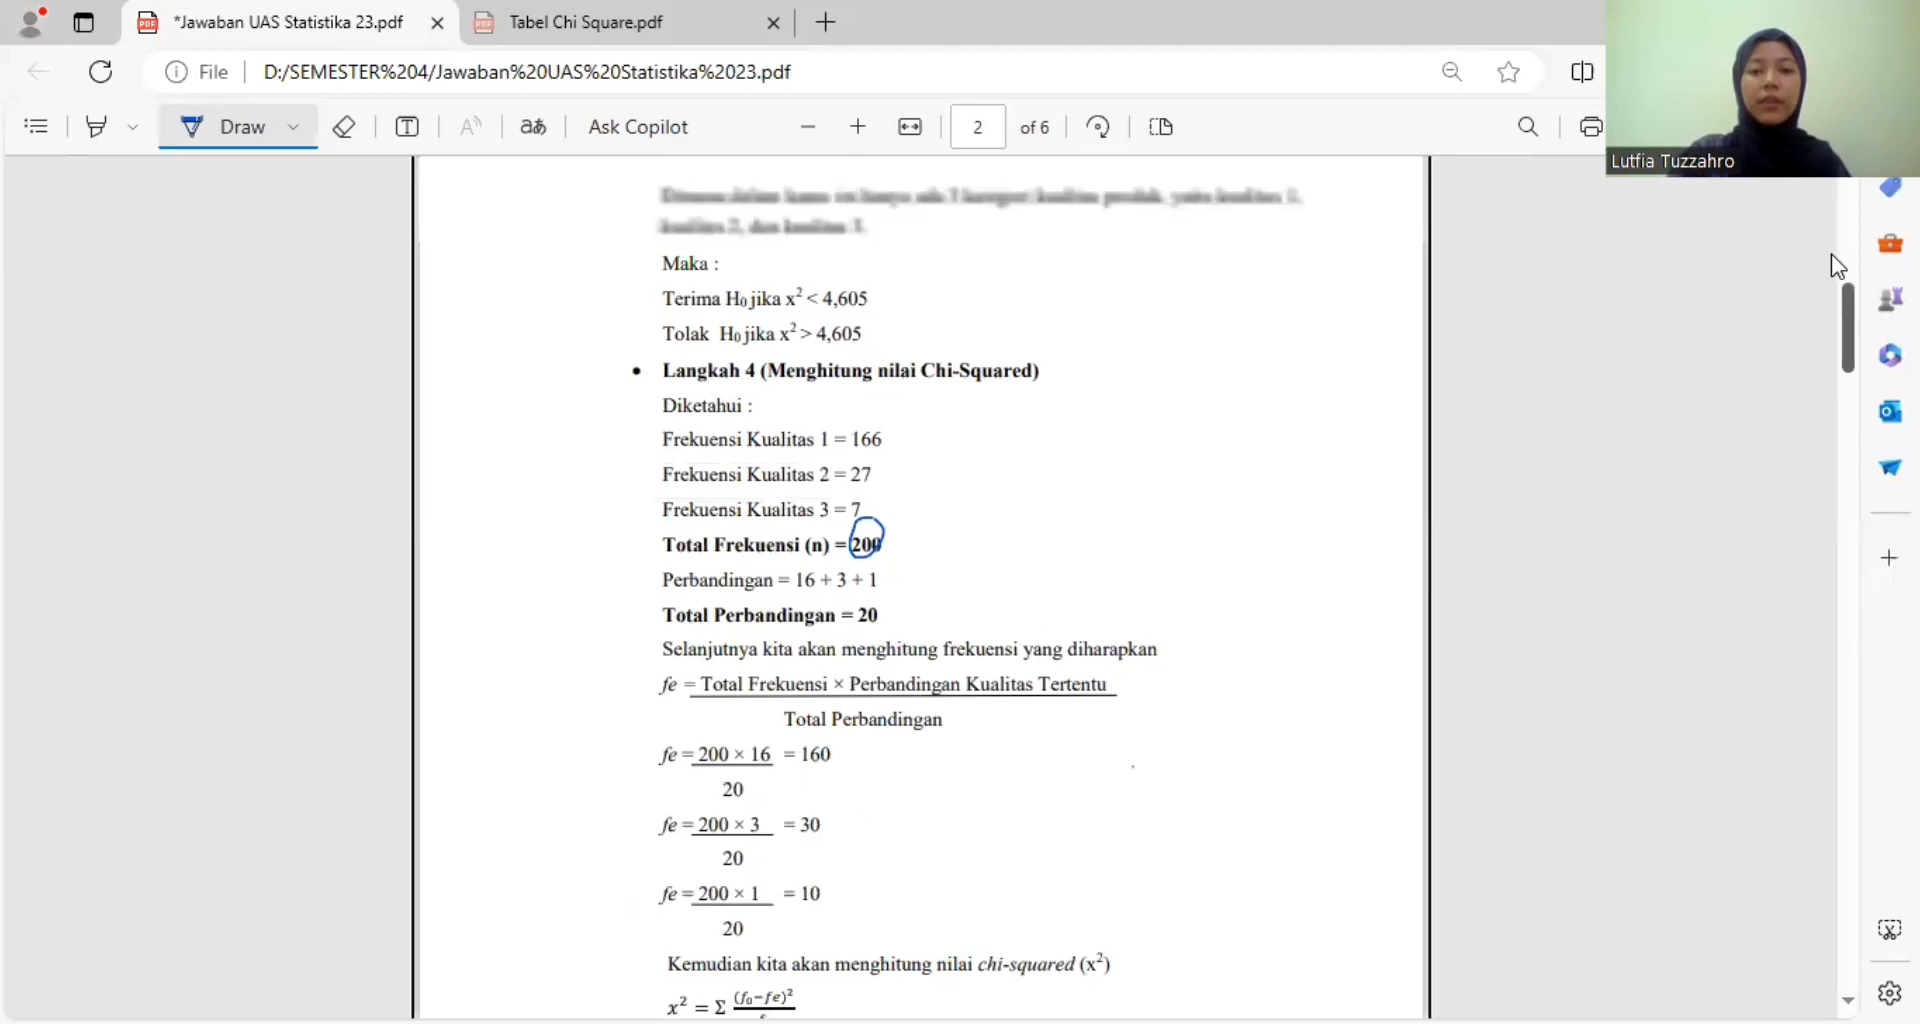 *Jawaban UAS Statistika 23.pdf
Tabel Chi Square.pdf
File
D:/SEMESTER%204/Jawaban%20UAS%20Statistika%2023.pdf
Draw
Ask Copilot
2 of 6
Lutfia Tuzzahro
Maka :
Terima H₀ jika x² < 4,605
Tolak H₀ jika x² > 4,605
• Langkah 4 (Menghitung nilai Chi-Squared)
Diketahui :
Frekuensi Kualitas 1 = 166
Frekuensi Kualitas 2 = 27
Frekuensi Kualitas 3 = 7
Total Frekuensi (n) = 200
Perbandingan = 16 + 3 + 1
Total Perbandingan = 20
Selanjutnya kita akan menghitung frekuensi yang diharapkan
fe = Total Frekuensi × Perbandingan Kualitas Tertentu
Total Perbandingan
fe = 200 × 16 = 160
20
fe = 200 × 3 = 30
20
fe = 200 × 1 = 10
20
Kemudian kita akan menghitung nilai chi-squared (x²)
x² = Σ (f₀−fe)²